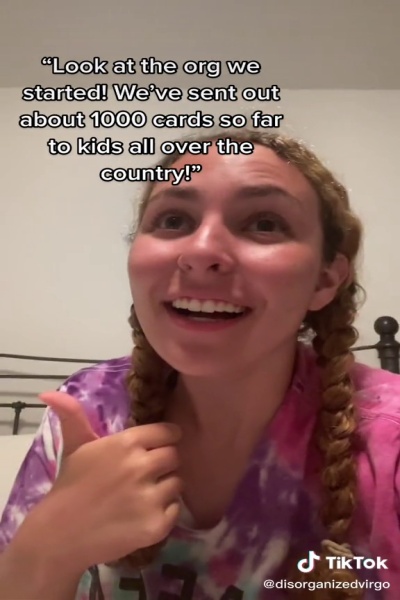 “Look at the org we
started! We’ve sent out
about 1000 cards so far
to kids all over the
country!”
TikTok
@disorganizedvirgo